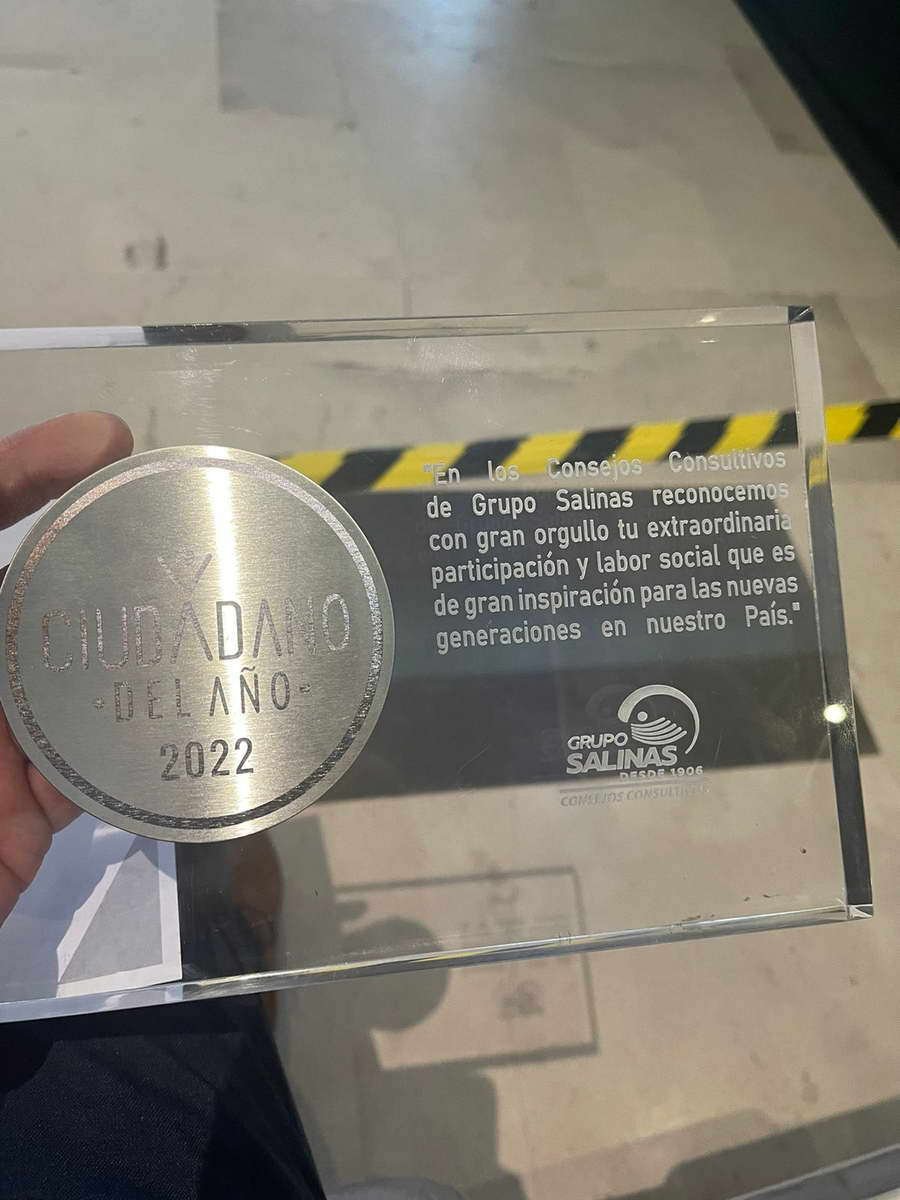 CIUDADANO
·DEL AÑO·
2022
"En los Consejos Consultivos
de Grupo Salinas reconocemos
con gran orgullo tu extraordinaria
participación y labor social que es
de gran inspiración para las nuevas
generaciones en nuestro País."
GRUPO
SALINAS
DESDE 1906
CONSEJOS CONSULTIVOS